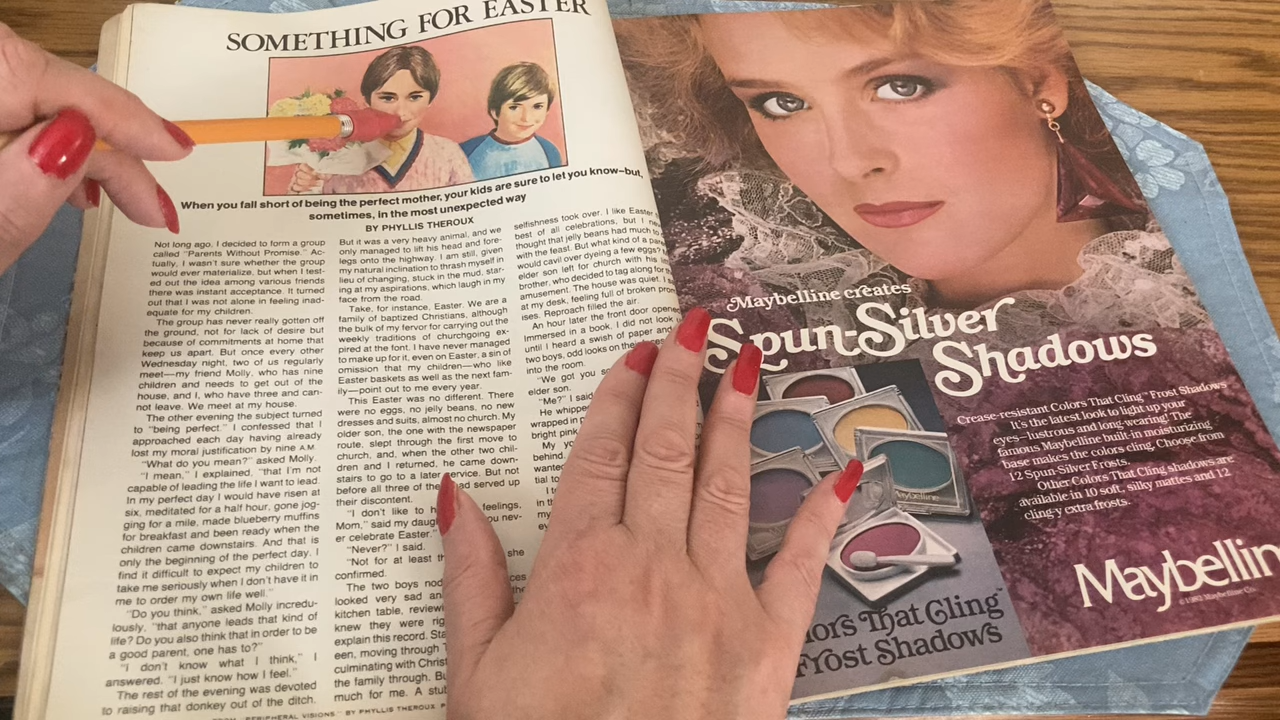 SOMETHING FOR EASTER
When you fall short of being the perfect mother, your kids are sure to let you know—but,
sometimes, in the most unexpected way
BY PHYLLIS THEROUX
Not long ago, I decided to form a group
called "Parents Without Promise." Ac-
tually, I wasn't sure whether the group
would ever materialize, but when I test-
ed out the idea among various friends
there was instant acceptance. It turned
out that I was not alone in feeling inad-
equate for my children.
The group has never really gotten off
the ground, not for lack of desire but
because of commitments at home that
keep us apart. But once every other
Wednesday night, two of us regularly
meet—my friend Molly, who has nine
children and needs to get out of the
house, and I, who have three and can-
not leave. We meet at my house.
The other evening the subject turned
to "being perfect." I confessed that I
approached each day having already
lost my moral justification by nine A.M.
"What do you mean?" asked Molly.
"I mean," I explained, "that I'm not
capable of leading the life I want to lead.
In my perfect day I would have risen at
six, meditated for a half hour, gone jog-
ging for a mile, made blueberry muffins
for breakfast and been ready when the
children came downstairs. And that is
only the beginning of the perfect day. I
find it difficult to expect my children to
take me seriously when I don't have it in
me to order my own life well."
"Do you think," asked Molly incredu-
lously, "that anyone leads that kind of
life? Do you also think that in order to be
a good parent, one has to?"
"I don't know what I think," I
answered. "I just know how I feel."
The rest of the evening was devoted
to raising that donkey out of the ditch.
But it was a very heavy animal, and we
only managed to lift his head and fore-
legs onto the highway. I am still, given
my natural inclination to thrash myself in
lieu of changing, stuck in the mud, star-
ing at my aspirations, which laugh in my
face from the road.
Take, for instance, Easter. We are a
family of baptized Christians, although
the bulk of my fervor for carrying out the
weekly traditions of churchgoing ex-
pired at the font. I have never managed
to make up for it, even on Easter, a sin of
omission that my children—who like
Easter baskets as well as the next fam-
ily—point out to me every year.
This Easter was no different. There
were no eggs, no jelly beans, no new
dresses and suits, almost no church. My
older son, the one with the newspaper
route, slept through the first move to
church, and, when the other two chil-
dren and I returned, he came down-
stairs to go a later service. But not
before all three of the had served up
their discontent.
"I don't like to feelings,
Mom," said my
er celebrate Easter."
"Never?" I said.
"Not for at least she
confirmed.
The two boys
looked very sad
kitchen table,
knew they were
explain this record.
moving through
culminating with
the family through.
much for me. A
selfishness took over. I like Easter
best of all celebrations, but I
thought that jelly beans had much to
with the feast. But what kind of a
would cavil over dyeing a few eggs?
elder son left for church with his
brother, who decided to tag along for
amusement. The house was quiet. I
at my desk, feeling full of broken
ises. Reproach filled the air.
An hour later the front door opened
Immersed in a book, I did not look
until I heard a swish of paper and
two boys, odd looks on their
into the room.
"We got you
elder son.
"Me?" I
He
wrapped in
bright pink
My
behind.
wanted
tial to
"PERIPHERAL VISIONS." BY PHYLLIS THEROUX
Maybelline creates
Spun-Silver
Shadows
Crease-resistant Colors That Cling™ Frost Shadows
It's the latest look to light up your
eyes—lustrous and long-wearing! The
famous Maybelline built-in moisturizing
base makes the colors cling. Choose from
12 Spun-Silver Frosts.
Other Colors That Cling shadows are
available in 10 soft, silky mattes and 12
cling-y extra frosts.
Maybelline
Maybellin
©1982 Maybelline Co.
lors That Cling™
Frost Shadows